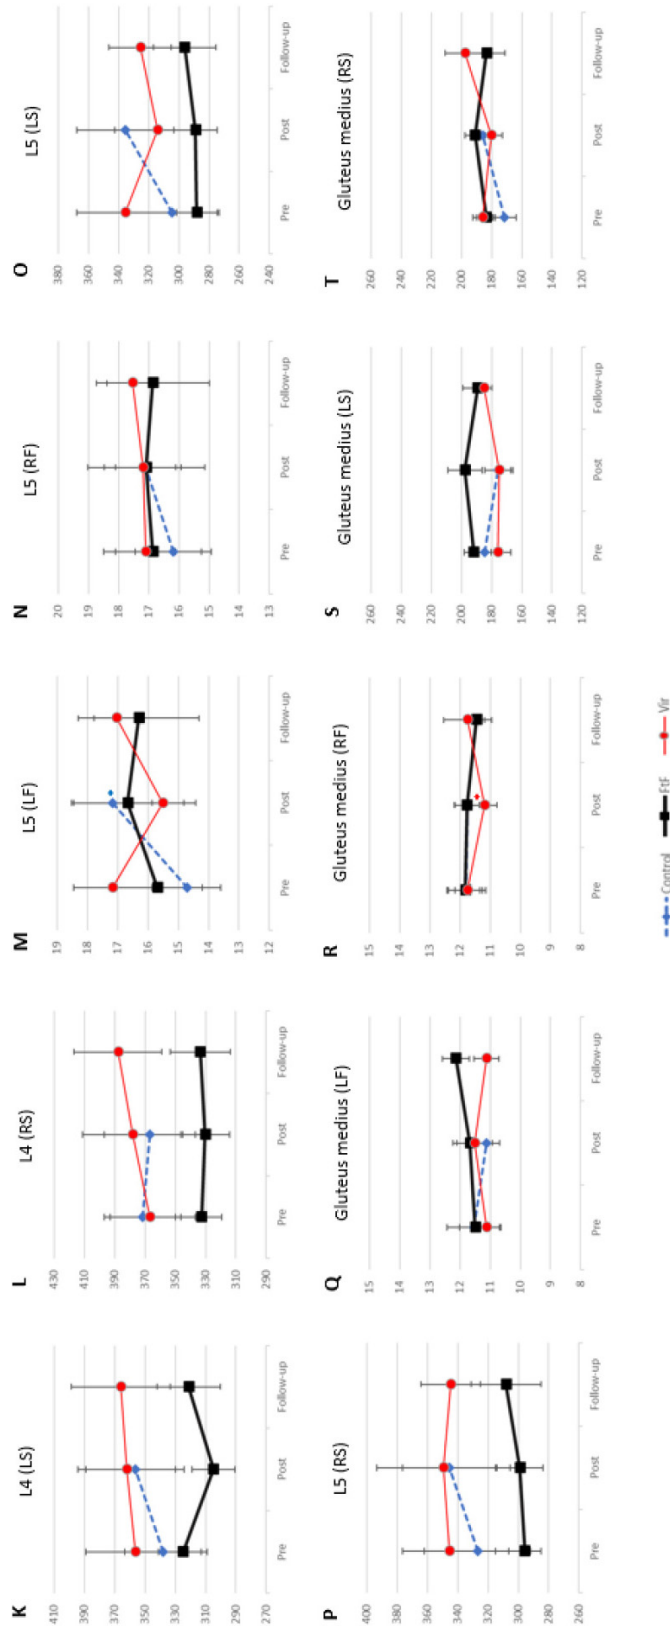 K
L4 (LS)
410
390
370
350
330
310
290
270
Pre Post Follow-up
L
L4 (RS)
430
410
390
370
350
330
310
290
Pre Post Follow-up
M
L5 (LF)
19
18
17
16
15
14
13
12
Pre Post Follow-up
N
L5 (RF)
20
19
18
17
16
15
14
13
Pre Post Follow-up
O
L5 (LS)
380
360
340
320
300
280
260
240
Pre Post Follow-up
P
L5 (RS)
400
380
360
340
320
300
280
260
Pre Post Follow-up
Q
Gluteus medius (LF)
15
14
13
12
11
10
9
8
Pre Post Follow-up
R
Gluteus medius (RF)
15
14
13
12
11
10
9
8
Pre Post Follow-up
S
Gluteus medius (LS)
260
240
220
200
180
160
140
120
Pre Post Follow-up
T
Gluteus medius (RS)
260
240
220
200
180
160
140
120
Pre Post Follow-up
Control FtF Vir